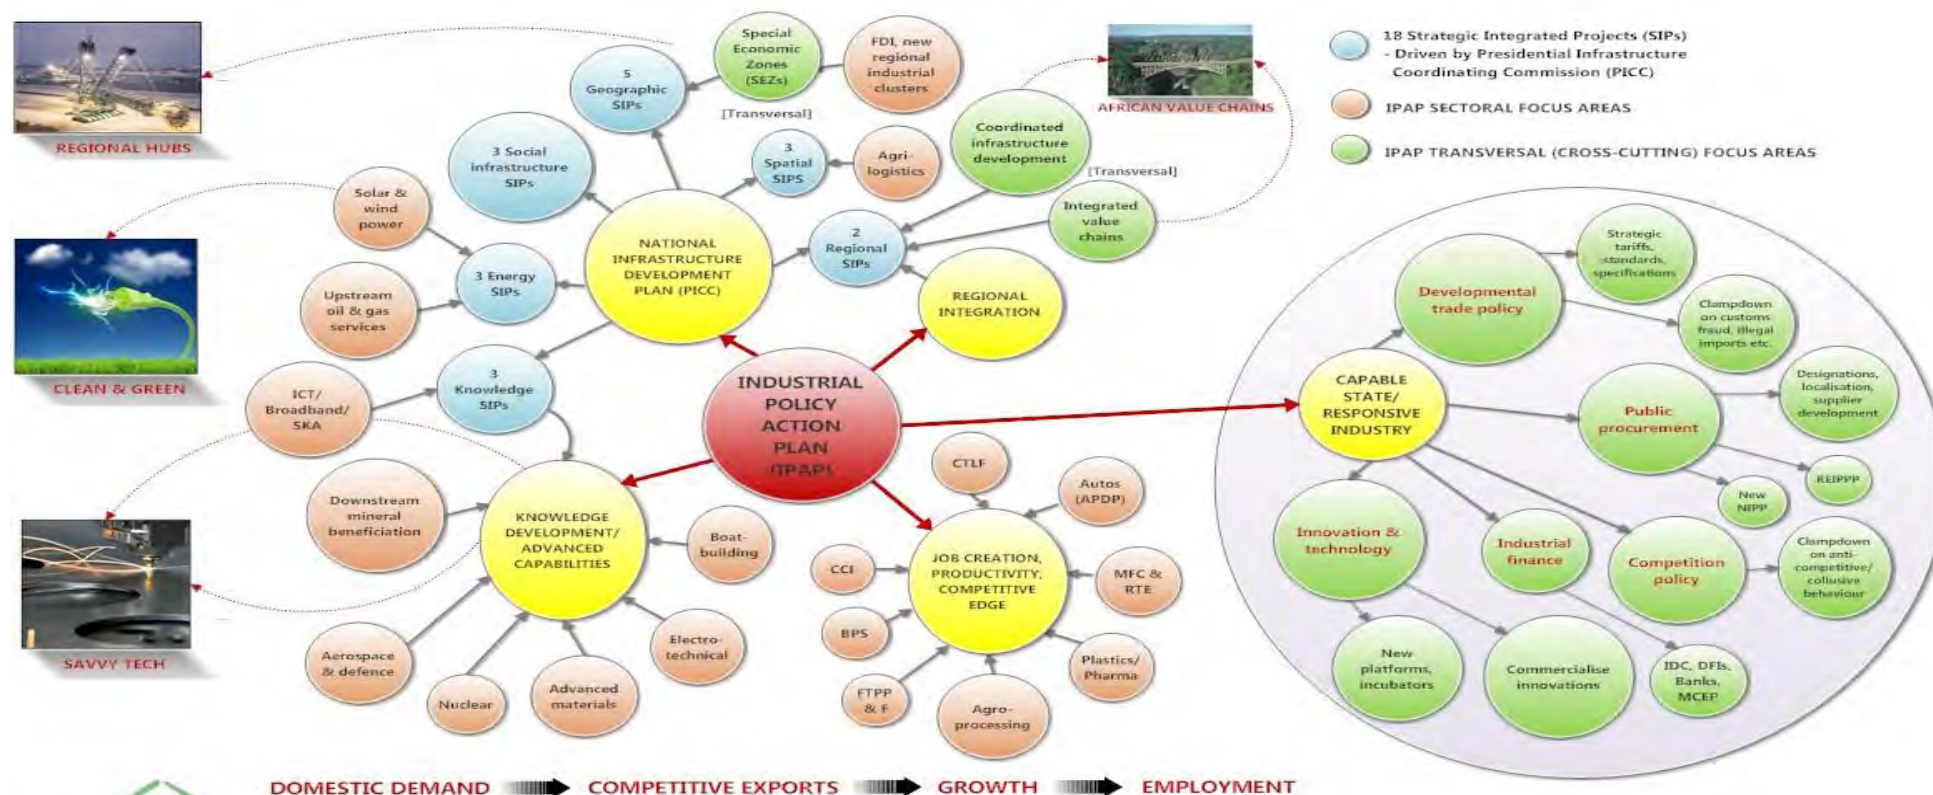 REGIONAL HUBS
CLEAN & GREEN
SAVVY TECH
5
Geographic
SIPs
Special
Economic
Zones
(SEZs)
[Transversal]
FDI, new
regional
industrial
clusters
3 Social
infrastructure
SIPs
3
Spatial
SIPS
Agri-
logistics
Coordinated
infrastructure
development
AFRICAN VALUE CHAINS
[Transversal]
Integrated
value
chains
2
Regional
SIPs
Solar &
wind
power
3 Energy
SIPs
Upstream
oil & gas
services
NATIONAL
INFRASTRUCTURE
DEVELOPMENT
PLAN (PICC)
REGIONAL
INTEGRATION
ICT/
Broadband/
SKA
3
Knowledge
SIPs
INDUSTRIAL
POLICY
ACTION
PLAN
(IPAP)
Downstream
mineral
beneficiation
KNOWLEDGE
DEVELOPMENT/
ADVANCED
CAPABILITIES
Boat-
building
Aerospace
& defence
Nuclear
Advanced
materials
Electro-
technical
CTLF
Autos
(APDP)
CCI
JOB CREATION,
PRODUCTIVITY,
COMPETITIVE
EDGE
MFC &
RTE
BPS
FTPP
& F
Agro-
processing
Plastics/
Pharma
18 Strategic Integrated Projects (SIPs)
- Driven by Presidential Infrastructure
Coordinating Commission (PICC)
IPAP SECTORAL FOCUS AREAS
IPAP TRANSVERSAL (CROSS-CUTTING) FOCUS AREAS
CAPABLE
STATE/
RESPONSIVE
INDUSTRY
Developmental
trade policy
Strategic
tariffs,
standards,
specifications
Clampdown
on customs
fraud, illegal
imports etc.
Public
procurement
Designations,
localisation,
supplier
development
REIPPP
New
NIPP
Innovation &
technology
Industrial
finance
Competition
policy
Clampdown
on anti-
competitive/
collusive
behaviour
New
platforms,
incubators
Commercialise
innovations
IDC, DFIs,
Banks,
MCEP
DOMESTIC DEMAND COMPETITIVE EXPORTS GROWTH EMPLOYMENT